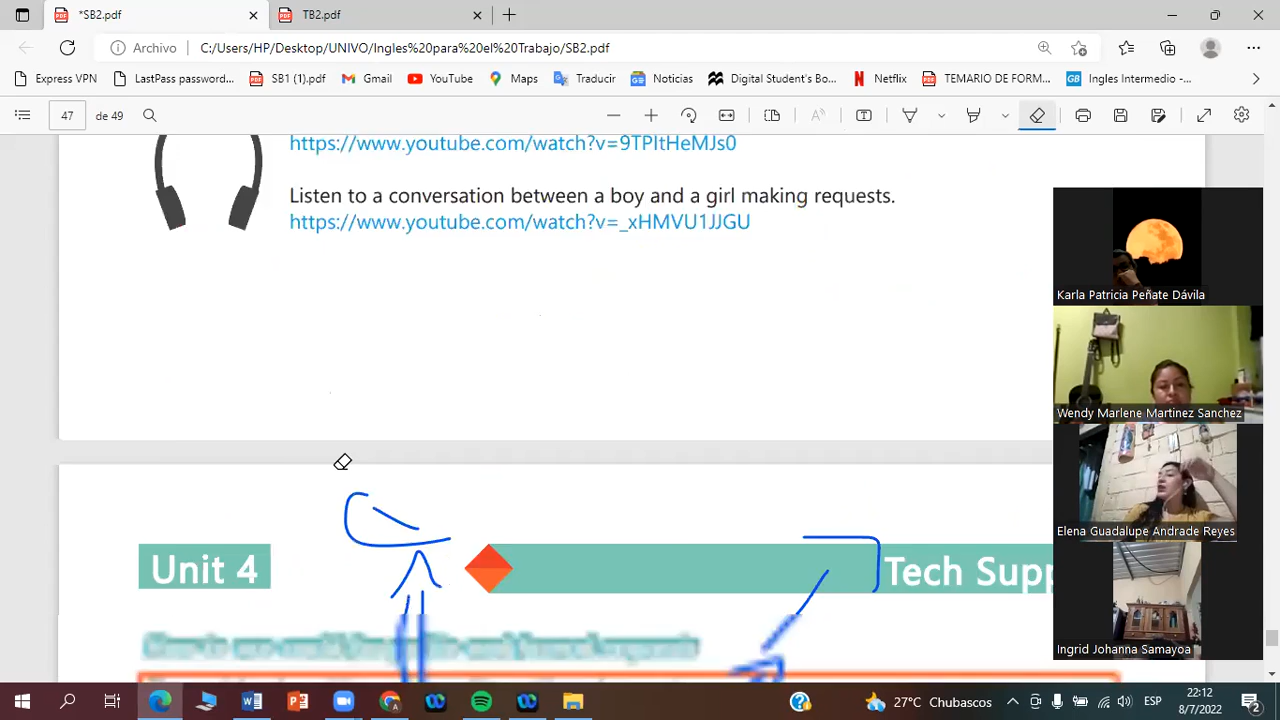 *SB2.pdf
TB2.pdf
Archivo
C:/Users/HP/Desktop/UNIVO/Ingles%20para%20el%20Trabajo/SB2.pdf
Express VPN
LastPass password...
SB1 (1).pdf
Gmail
YouTube
Maps
Traducir
Noticias
Digital Student's Bo...
Netflix
TEMARIO DE FORM...
Ingles Intermedio -...
47
de 49
https://www.youtube.com/watch?v=9TPItHeMJs0
Listen to a conversation between a boy and a girl making requests.
https://www.youtube.com/watch?v=_xHMVU1JJGU
Karla Patricia Peñate Dávila
Wendy Marlene Martinez Sanchez
Elena Guadalupe Andrade Reyes
Ingrid Johanna Samayoa
Unit 4
Tech Supp
27°C Chubascos
ESP
22:12
8/7/2022
2